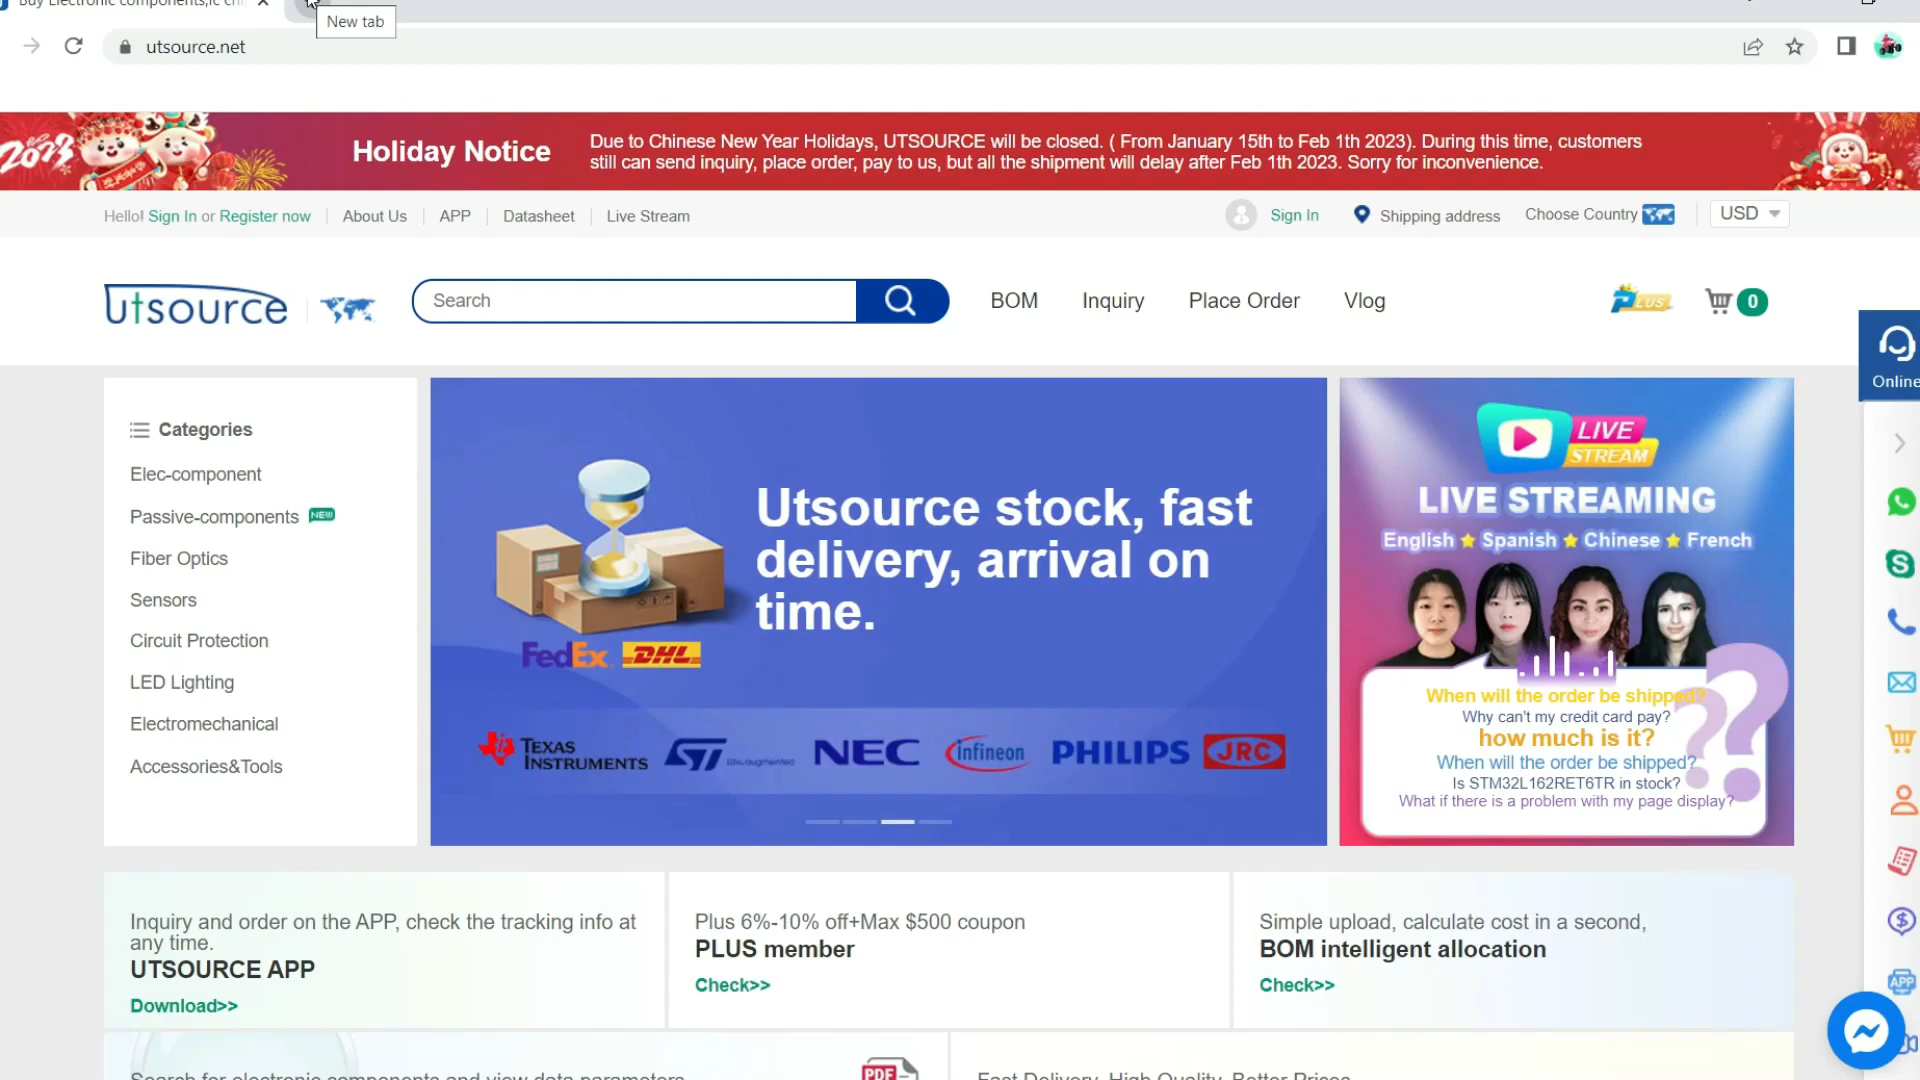 Buy Electronic components,ic chi
New tab
utsource.net
2023
Holiday Notice
Due to Chinese New Year Holidays, UTSOURCE will be closed. ( From January 15th to Feb 1th 2023). During this time, customers
still can send inquiry, place order, pay to us, but all the shipment will delay after Feb 1th 2023. Sorry for inconvenience.
Hello! Sign In or Register now
About Us
APP
Datasheet
Live Stream
Sign In
Shipping address
Choose Country
USD
utsource
Search
BOM
Inquiry
Place Order
Vlog
PLUS
0
Online
Categories
Elec-component
Passive-components NEW
Fiber Optics
Sensors
Circuit Protection
LED Lighting
Electromechanical
Accessories&Tools
Utsource stock, fast
delivery, arrival on
time.
FedEx DHL
TEXAS
INSTRUMENTS
ST life.augmented
NEC
infineon
PHILIPS
JRC
LIVE
STREAM
LIVE STREAMING
English ★ Spanish ★ Chinese ★ French
When will the order be shipped?
Why can't my credit card pay?
how much is it?
When will the order be shipped?
Is STM32L162RET6TR in stock?
What if there is a problem with my page display?
??
Inquiry and order on the APP, check the tracking info at
any time.
UTSOURCE APP
Download>>
Plus 6%-10% off+Max $500 coupon
PLUS member
Check>>
Simple upload, calculate cost in a second,
BOM intelligent allocation
Check>>
APP
Search for electronic components and view data parameters
PDF
Fast Delivery, High Quality, Better Prices